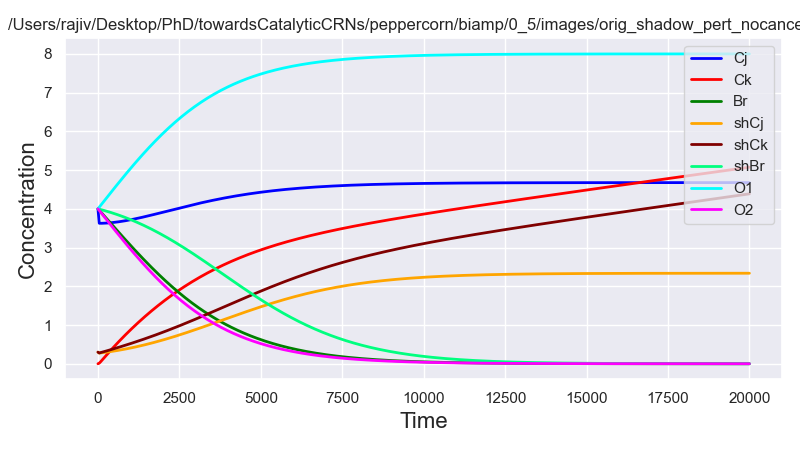 /Users/rajiv/Desktop/PhD/towardsCatalyticCRNs/peppercorn/biamp/0_5/images/orig_shadow_pert_nocance
Concentration
8
7
6
5
4
3
2
1
0
Cj
Ck
Br
shCj
shCk
shBr
O1
O2
0 2500 5000 7500 10000 12500 15000 17500 20000
Time